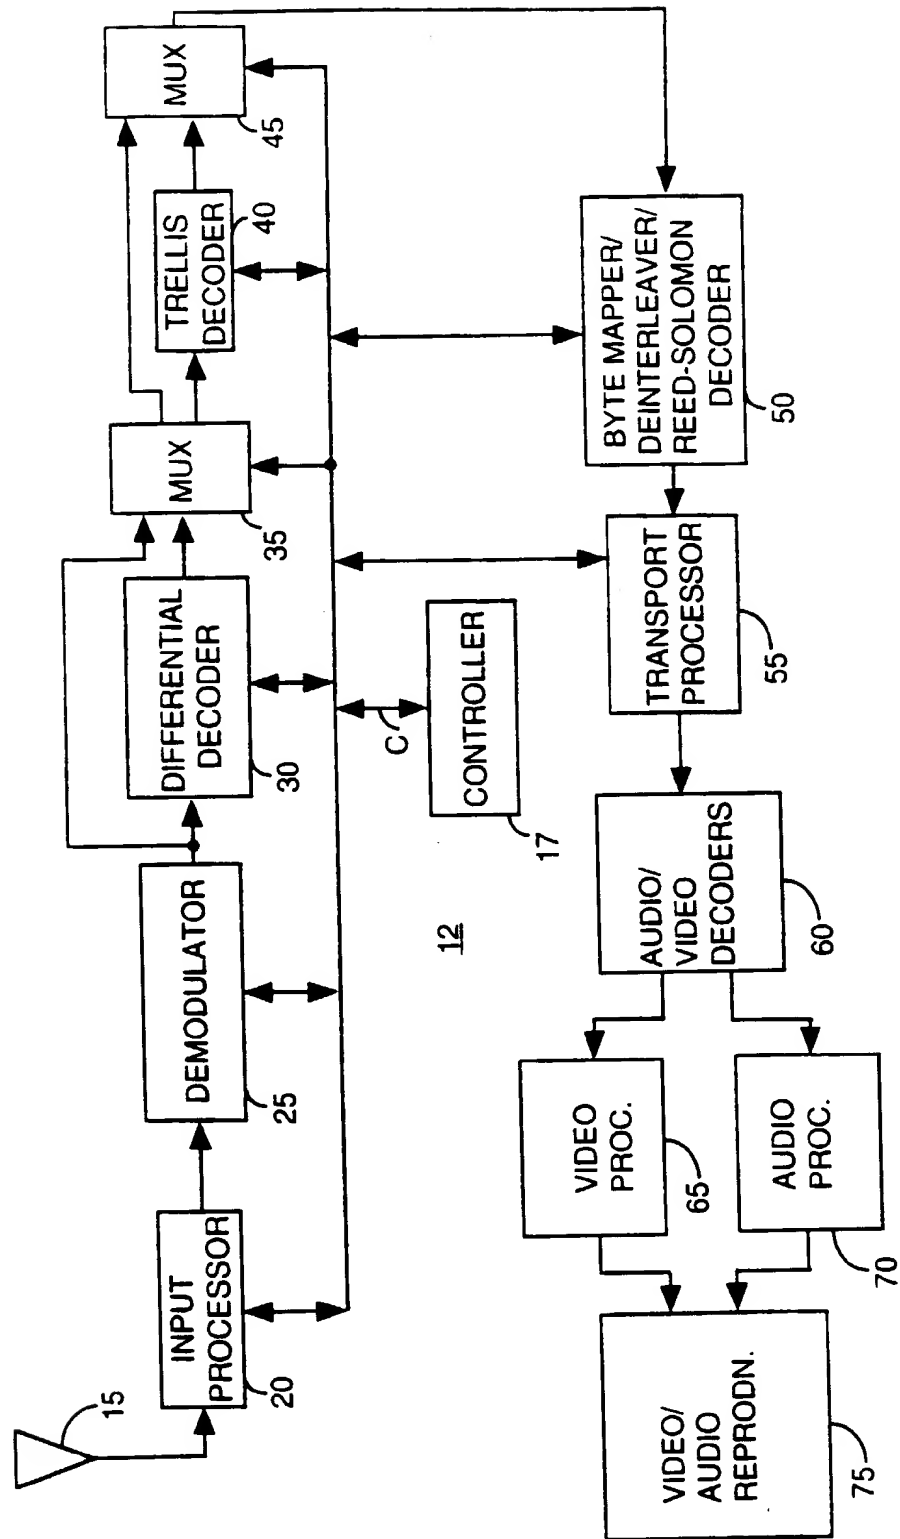 15
INPUT
PROCESSOR
20
DEMODULATOR
25
DIFFERENTIAL
DECODER
30
MUX
35
TRELLIS
DECODER
40
MUX
45
C
CONTROLLER
17
12
BYTE MAPPER/
DEINTERLEAVER/
REED-SOLOMON
DECODER
50
TRANSPORT
PROCESSOR
55
AUDIO/
VIDEO
DECODERS
60
VIDEO
PROC.
65
AUDIO
PROC.
70
VIDEO/
AUDIO
REPRODN.
75